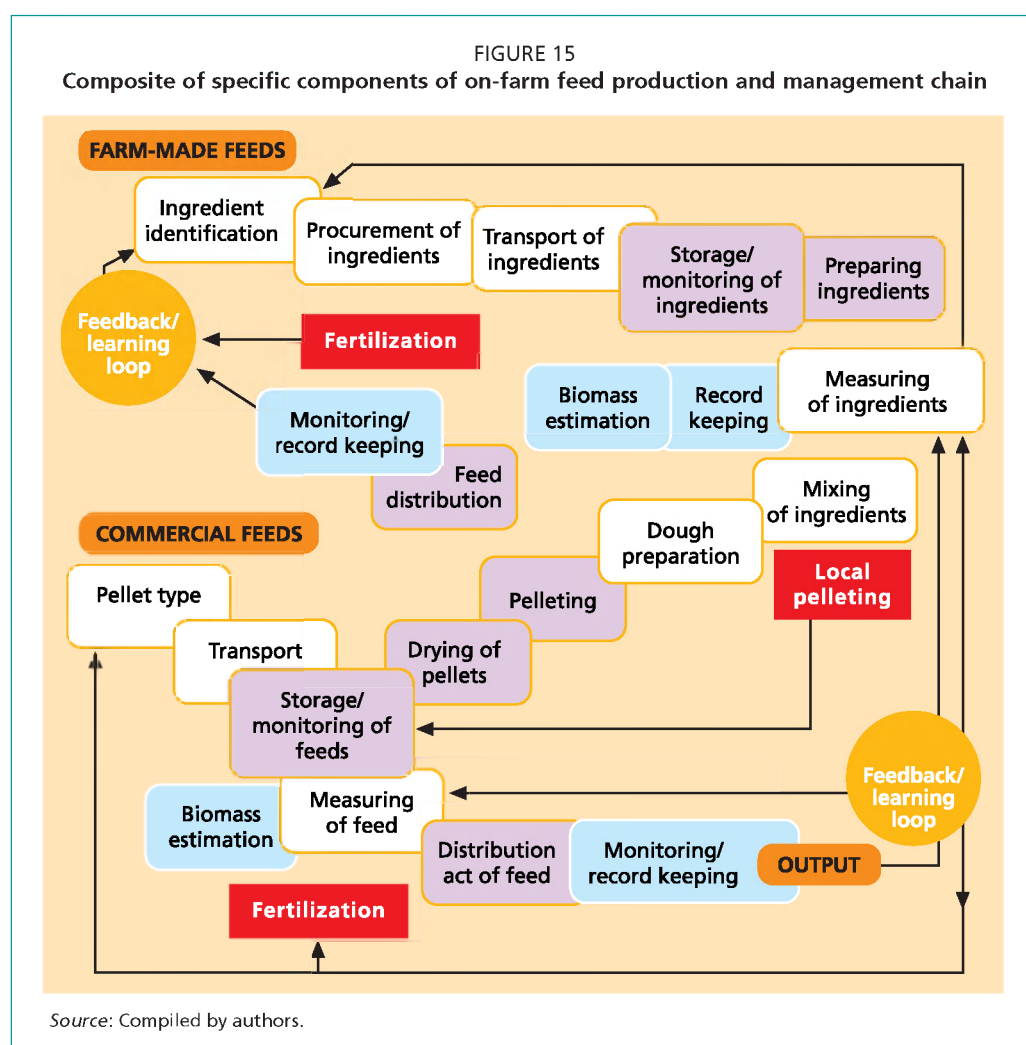 FIGURE 15
Composite of specific components of on-farm feed production and management chain
FARM-MADE FEEDS
Ingredient
identification
Procurement of
ingredients
Transport of
ingredients
Storage/
monitoring of
ingredients
Preparing
ingredients
Feedback/
learning
loop
Fertilization
Measuring
of ingredients
Biomass
estimation
Record
keeping
Monitoring/
record keeping
Feed
distribution
Mixing
of ingredients
COMMERCIAL FEEDS
Dough
preparation
Local
pelleting
Pellet type
Pelleting
Transport
Drying of
pellets
Storage/
monitoring of
feeds
Feedback/
learning
loop
Biomass
estimation
Measuring
of feed
Distribution
act of feed
Monitoring/
record keeping
OUTPUT
Fertilization
Source: Compiled by authors.